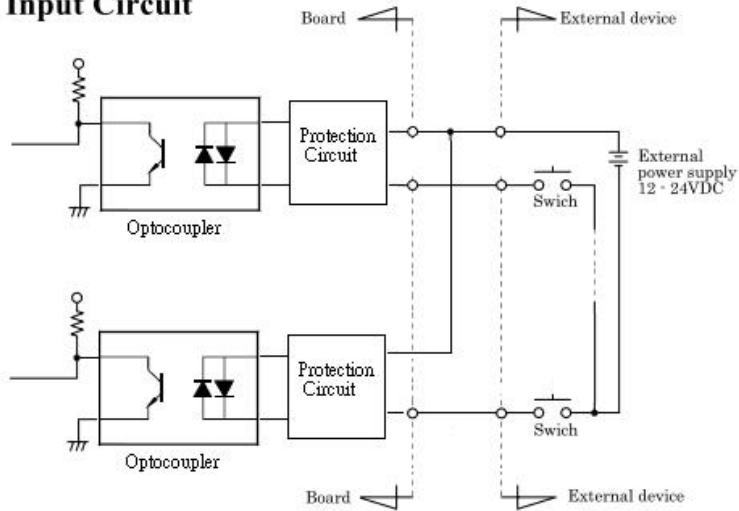 Input Circuit
Board
External device
Protection
Circuit
External
power supply
12 - 24VDC
Swich
Optocoupler
Protection
Circuit
Swich
Optocoupler
Board
External device